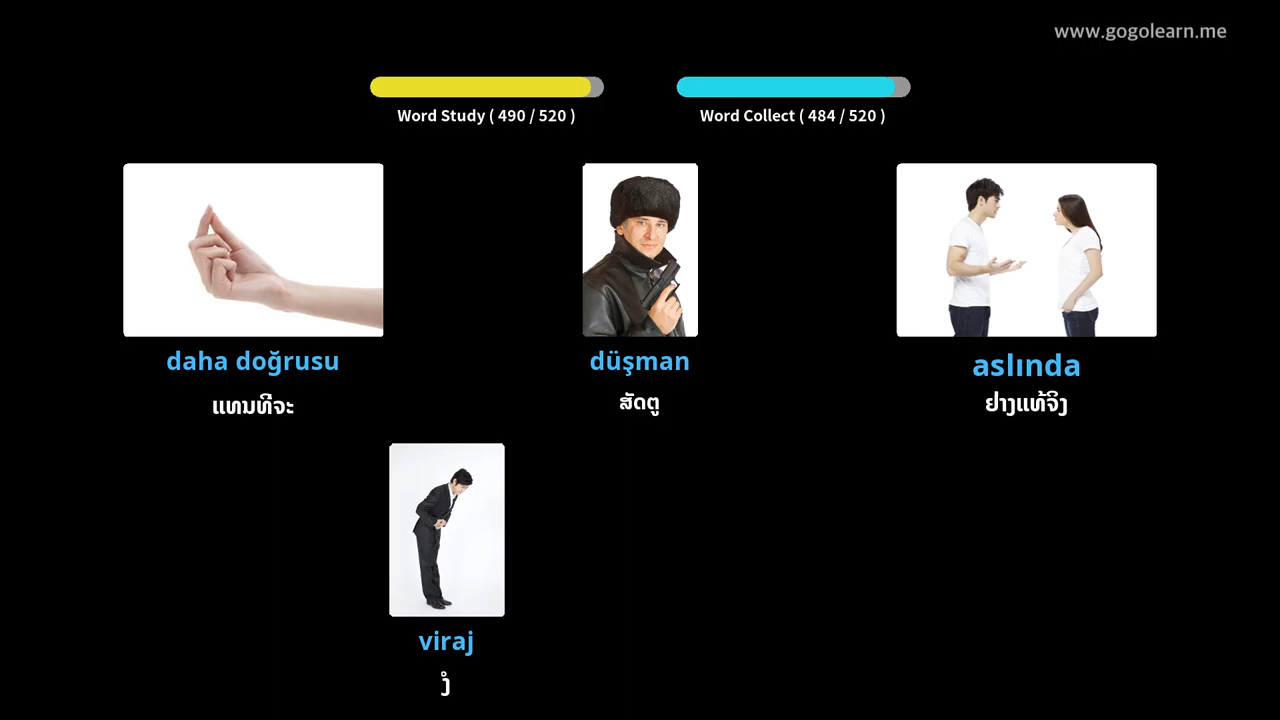 www.gogolearn.me
Word Study ( 490 / 520 )
Word Collect ( 484 / 520 )
daha doğrusu
düşman
aslında
ແທນທີຈະ
ສັດຕູ
ຢ່າງແທ້ຈິງ
viraj
ງໍ